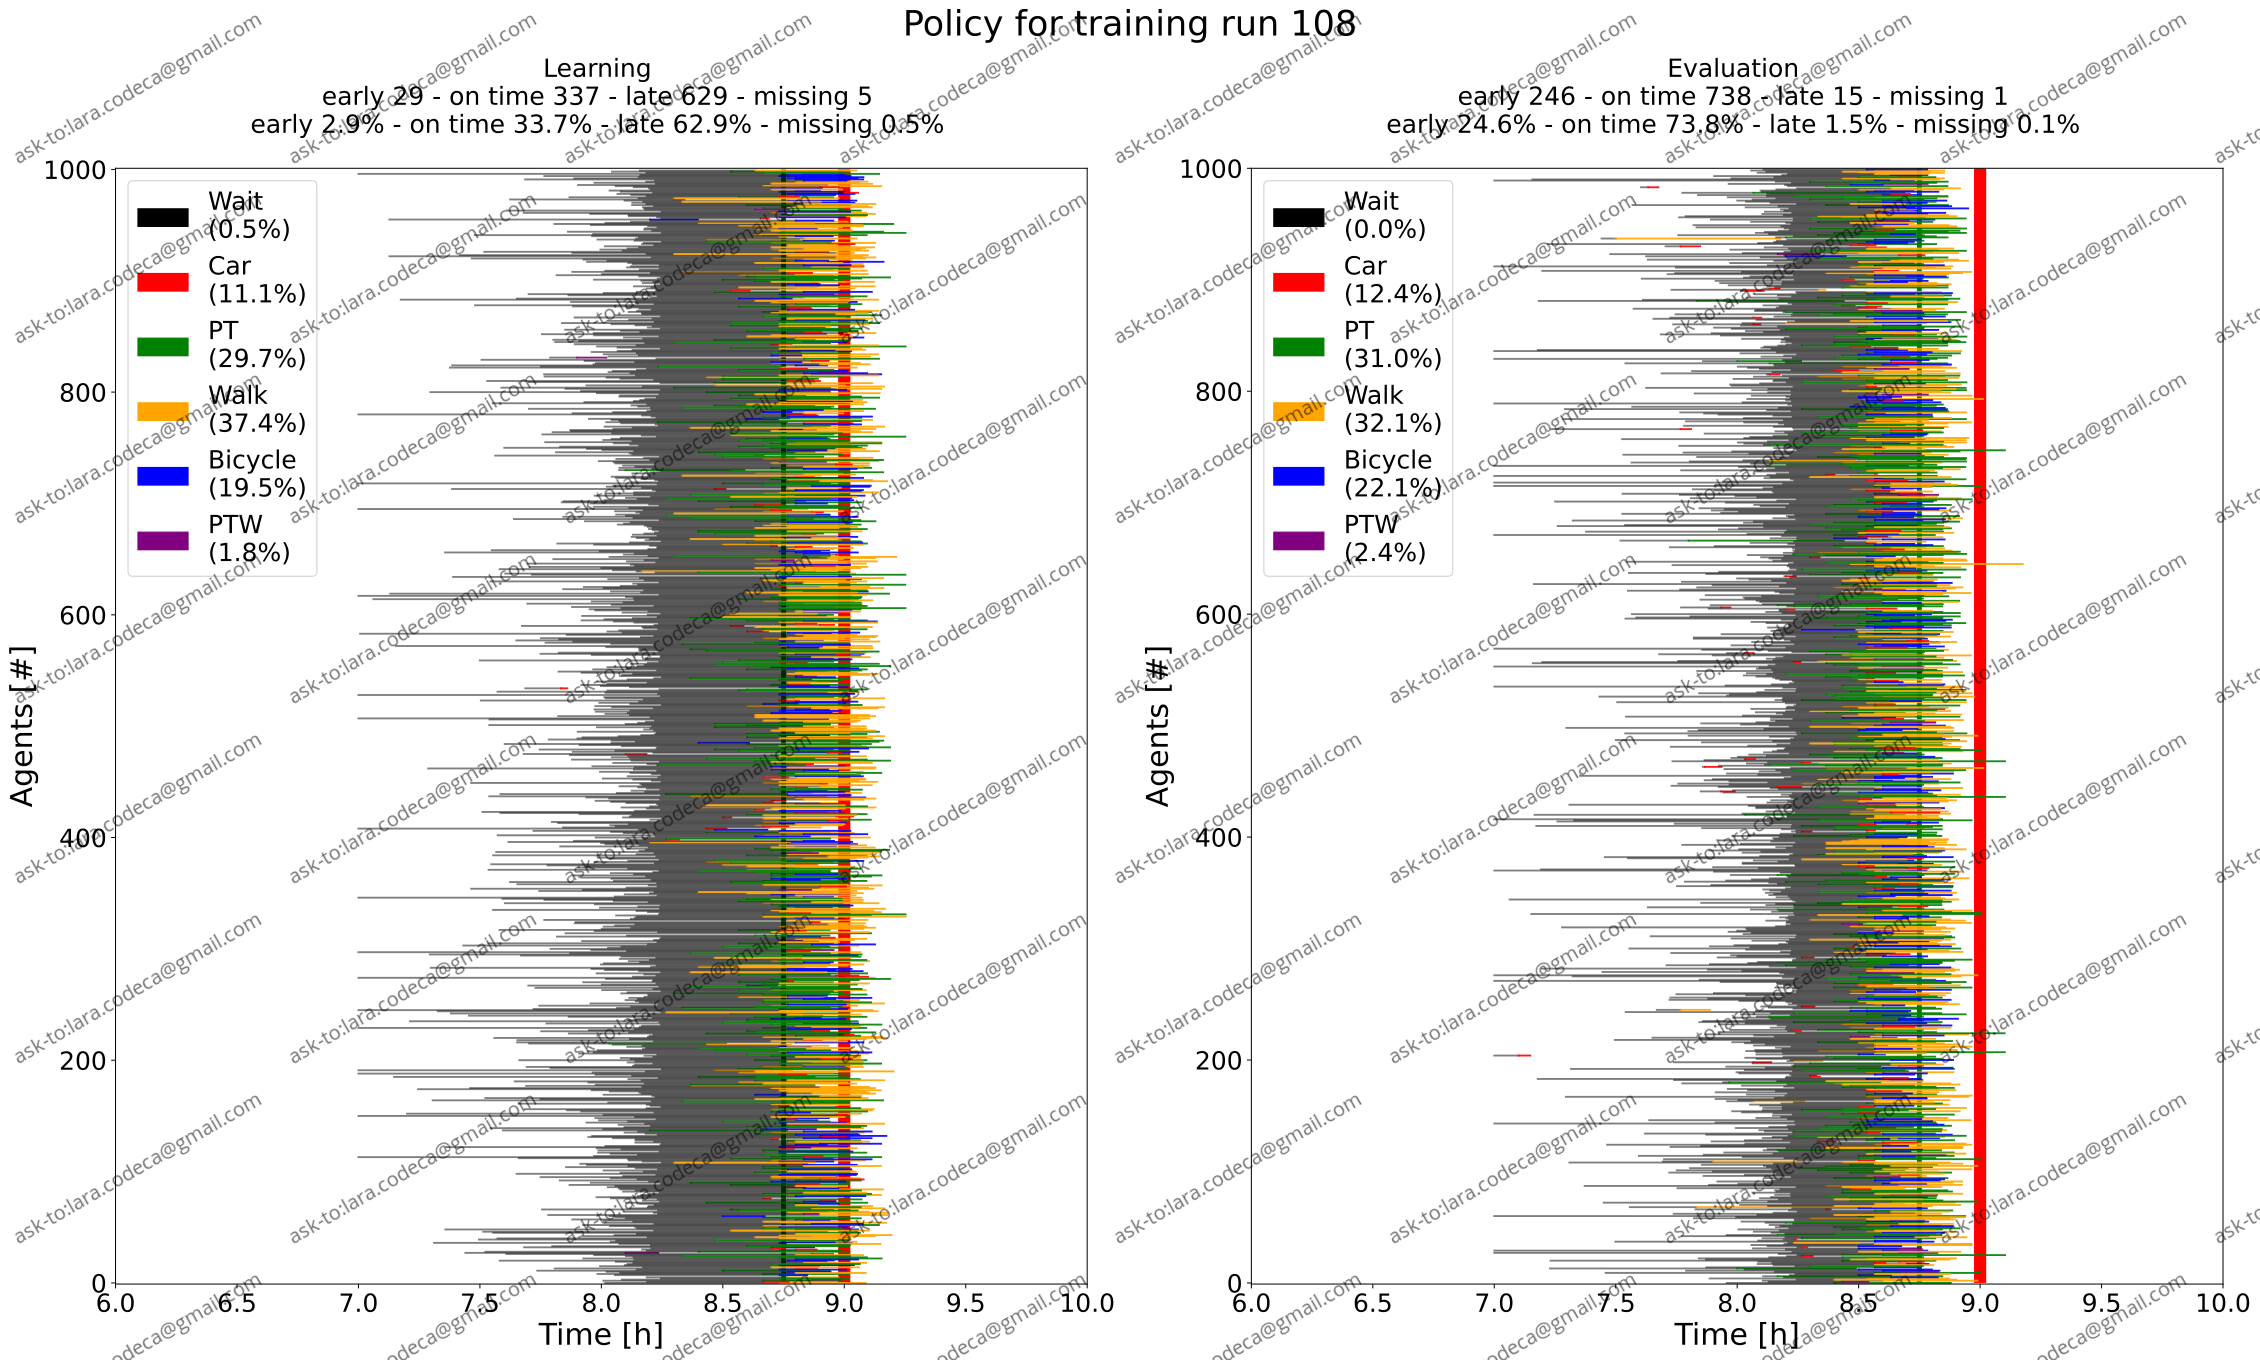 Policy for training run 108
Learning
early 29 - on time 337 - late 629 - missing 5
early 2.9% - on time 33.7% - late 62.9% - missing 0.5%
Agents [#]
1000
800
600
400
200
0
Wait
(0.5%)
Car
(11.1%)
PT
(29.7%)
Walk
(37.4%)
Bicycle
(19.5%)
PTW
(1.8%)
6.0 6.5 7.0 7.5 8.0 8.5 9.0 9.5 10.0
Time [h]
Evaluation
early 246 - on time 738 - late 15 - missing 1
early 24.6% - on time 73.8% - late 1.5% - missing 0.1%
Agents [#]
1000
800
600
400
200
0
Wait
(0.0%)
Car
(12.4%)
PT
(31.0%)
Walk
(32.1%)
Bicycle
(22.1%)
PTW
(2.4%)
6.0 6.5 7.0 7.5 8.0 8.5 9.0 9.5 10.0
Time [h]
ask-to:lara.codeca@gmail.com